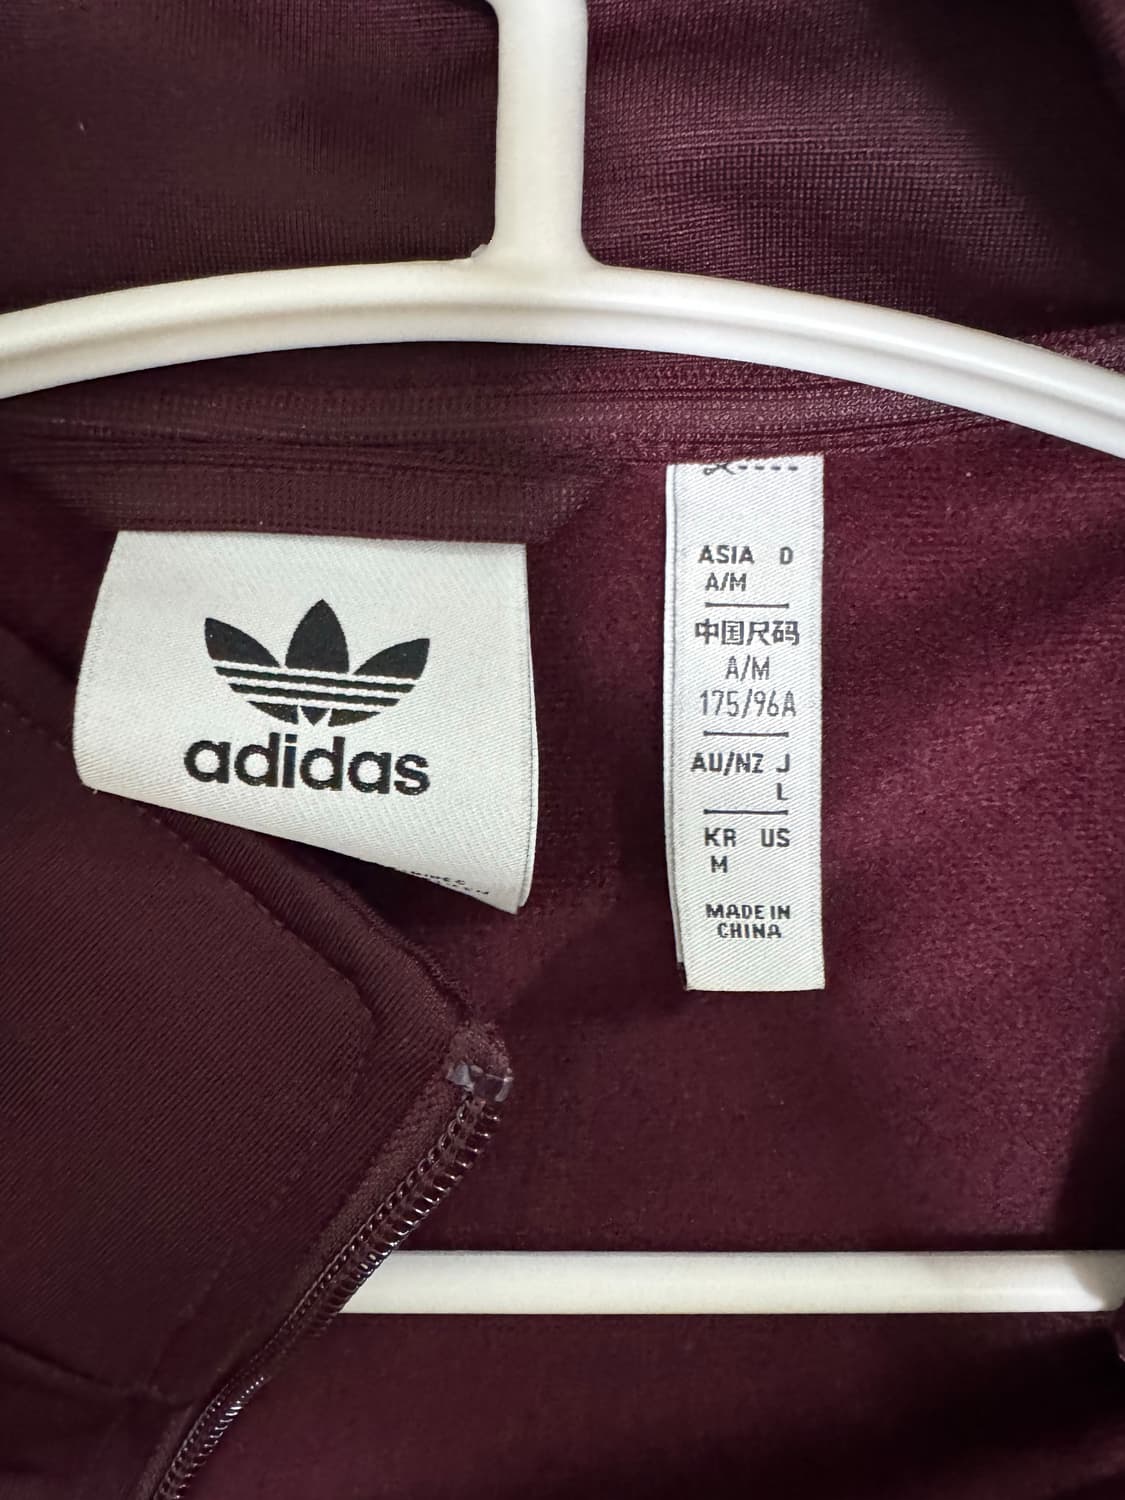 adidas
ASIA D
A/M
中国尺码
A/M
175/96A
AU/NZ J
L
KR US
M
MADE IN
CHINA